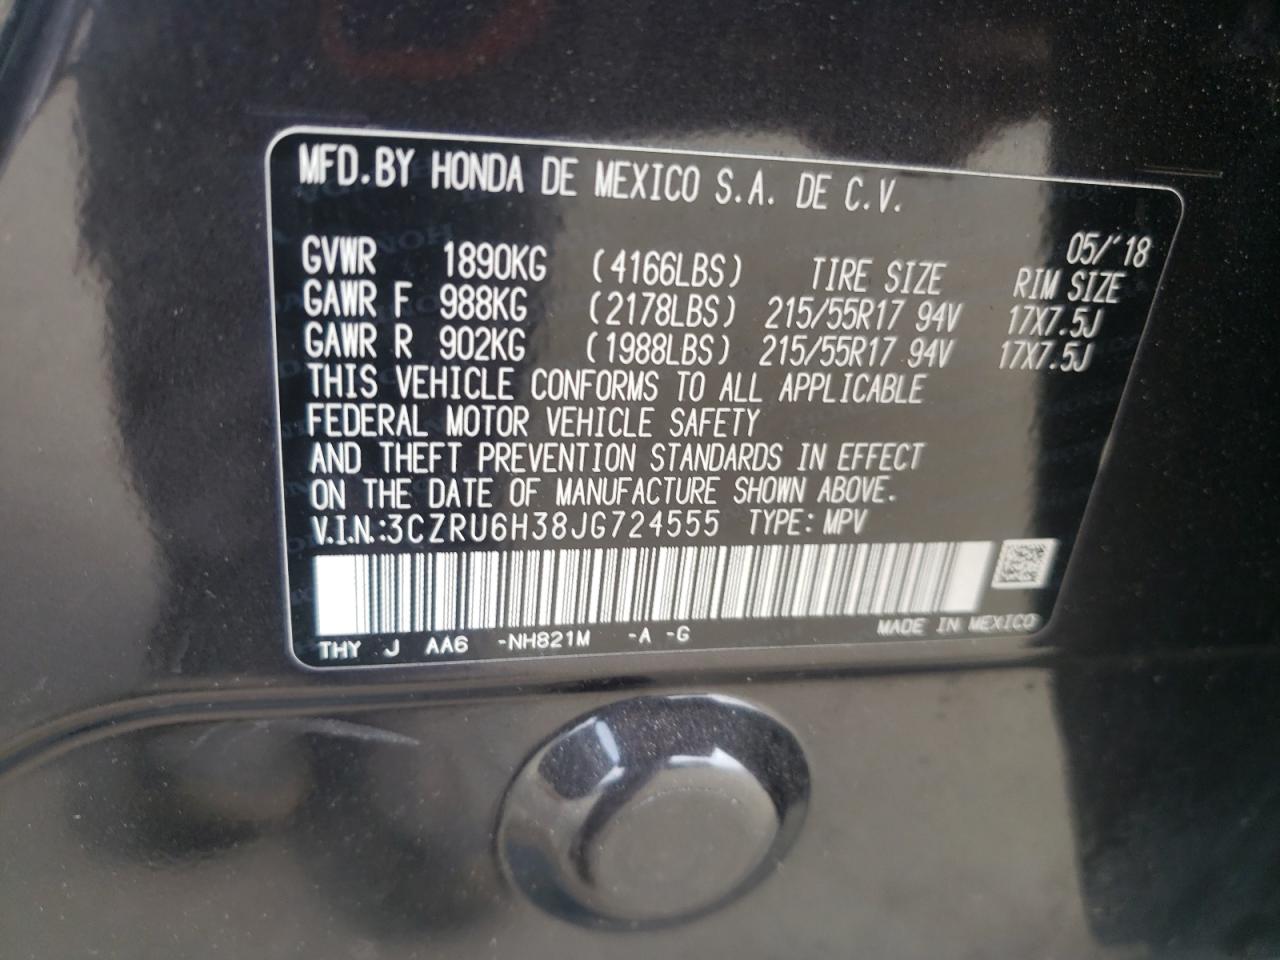 MFD.BY HONDA DE MEXICO S.A. DE C.V.
05/'18
GVWR 1890KG (4166LBS) TIRE SIZE RIM SIZE
GAWR F 988KG (2178LBS) 215/55R17 94V 17X7.5J
GAWR R 902KG (1988LBS) 215/55R17 94V 17X7.5J
THIS VEHICLE CONFORMS TO ALL APPLICABLE
FEDERAL MOTOR VEHICLE SAFETY
AND THEFT PREVENTION STANDARDS IN EFFECT
ON THE DATE OF MANUFACTURE SHOWN ABOVE.
V.I.N.:3CZRU6H38JG724555 TYPE: MPV
THY J AA6 -NH821M -A -G MADE IN MEXICO